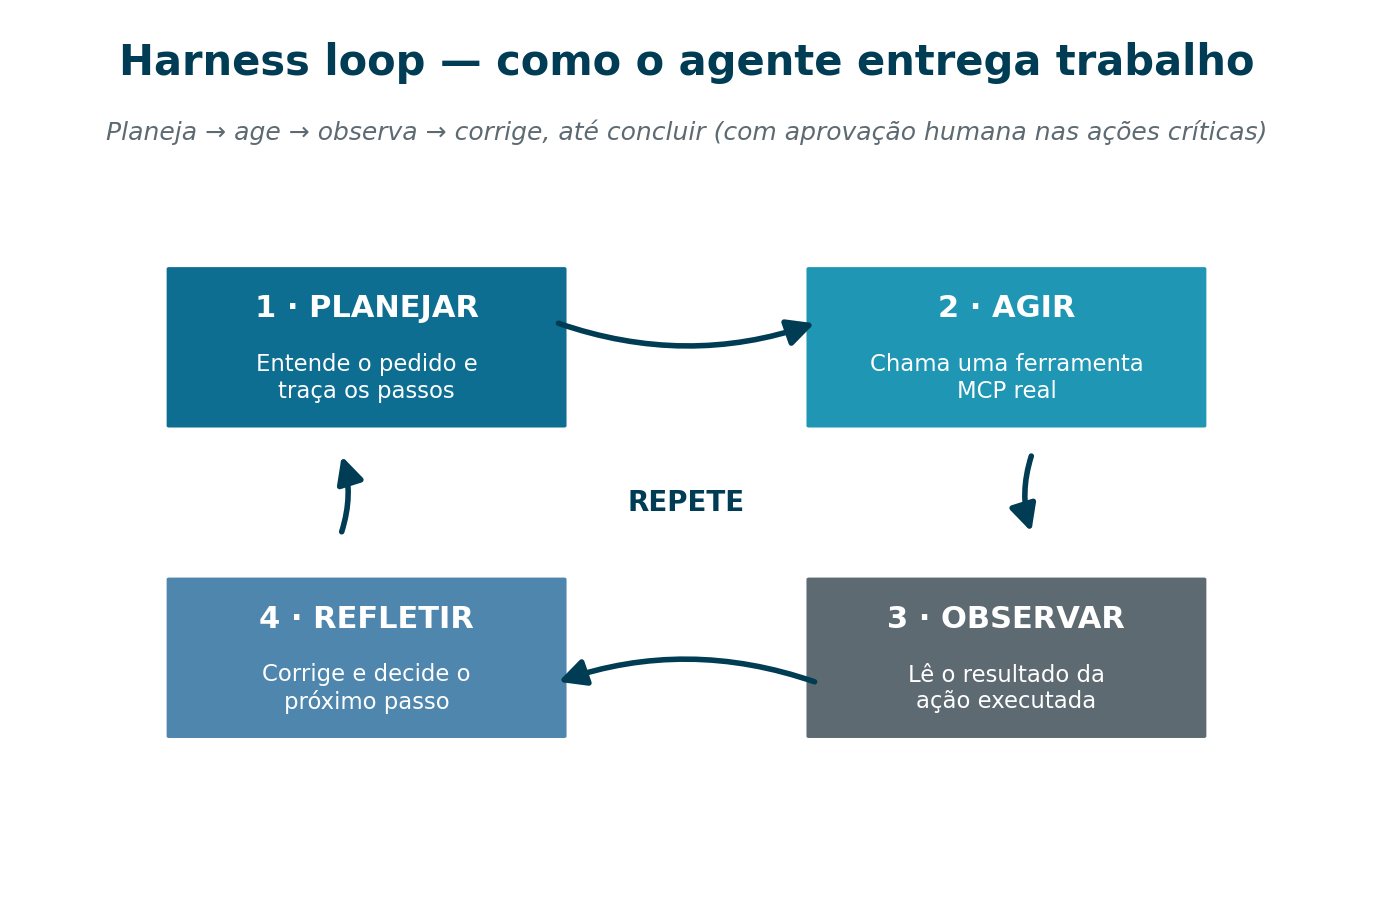 Harness loop — como o agente entrega trabalho
Planeja → age → observa → corrige, até concluir (com aprovação humana nas ações críticas)
1 · PLANEJAR
Entende o pedido e
traça os passos
2 · AGIR
Chama uma ferramenta
MCP real
REPETE
4 · REFLETIR
Corrige e decide o
próximo passo
3 · OBSERVAR
Lê o resultado da
ação executada